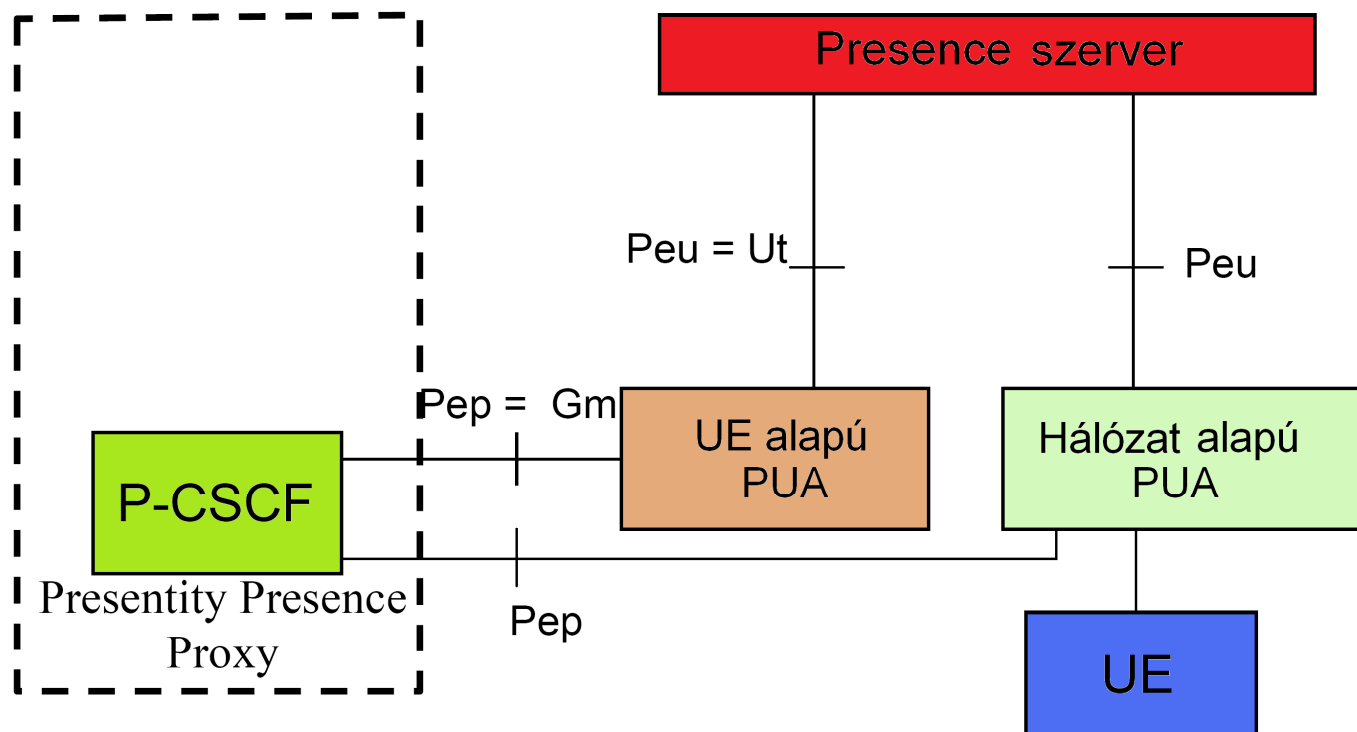 Presence szerver
Peu = Ut
Peu
Pep = Gm
UE alapú
PUA
Hálózat alapú
PUA
P-CSCF
Presentity Presence
Proxy
Pep
UE